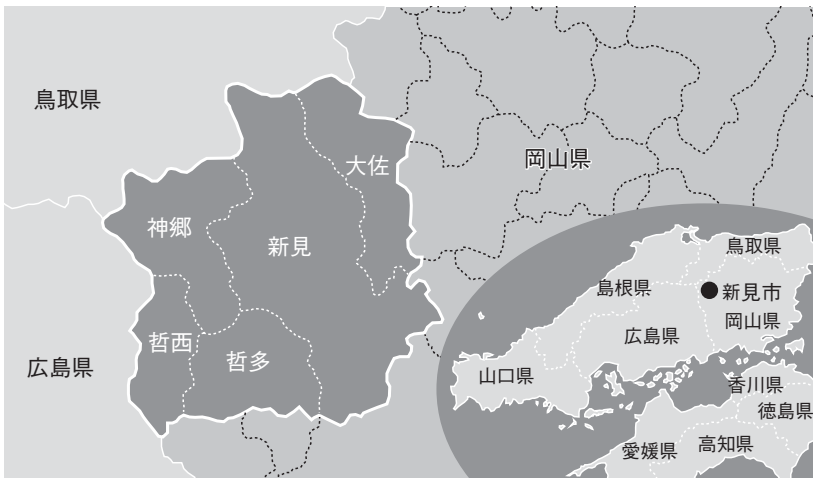 鳥取県
岡山県
大佐
神郷
新見
哲西
哲多
広島県
鳥取県
島根県
新見市
岡山県
広島県
山口県
香川県
徳島県
愛媛県
高知県